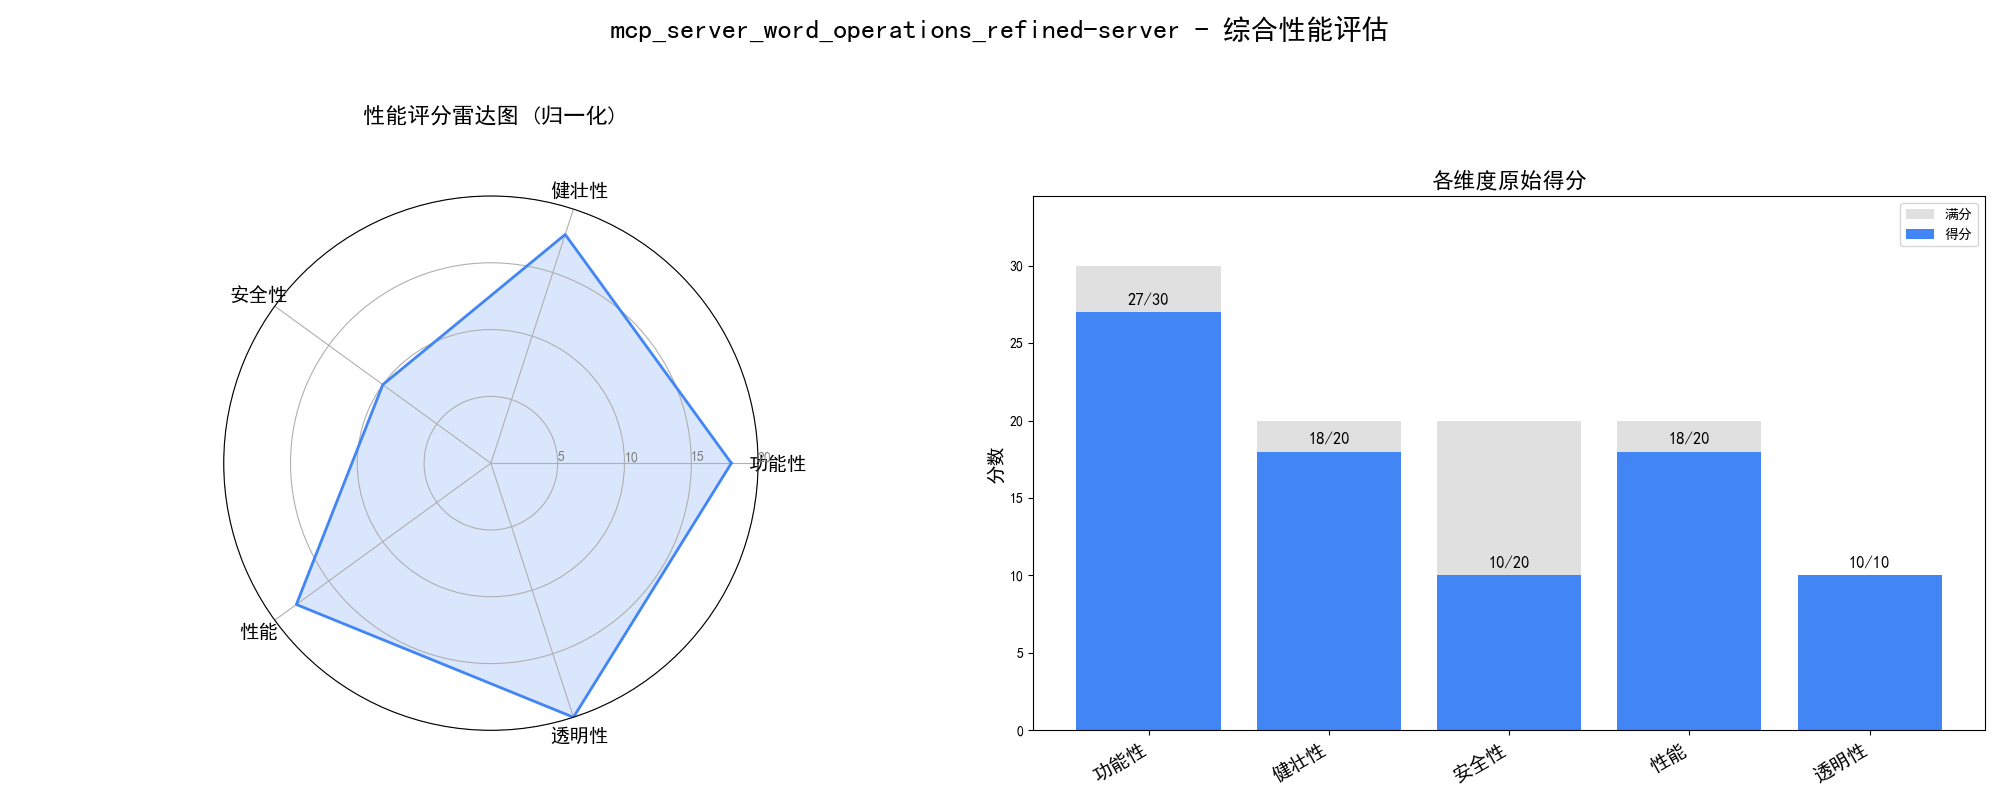 mcp_server_word_operations_refined-server - 综合性能评估
性能评分雷达图 (归一化)
健壮性
安全性
5
10
15
20
功能性
性能
透明性
各维度原始得分
满分
得分
分数
30
25
20
15
10
5
0
27/30
18/20
10/20
18/20
10/10
功能性
健壮性
安全性
性能
透明性